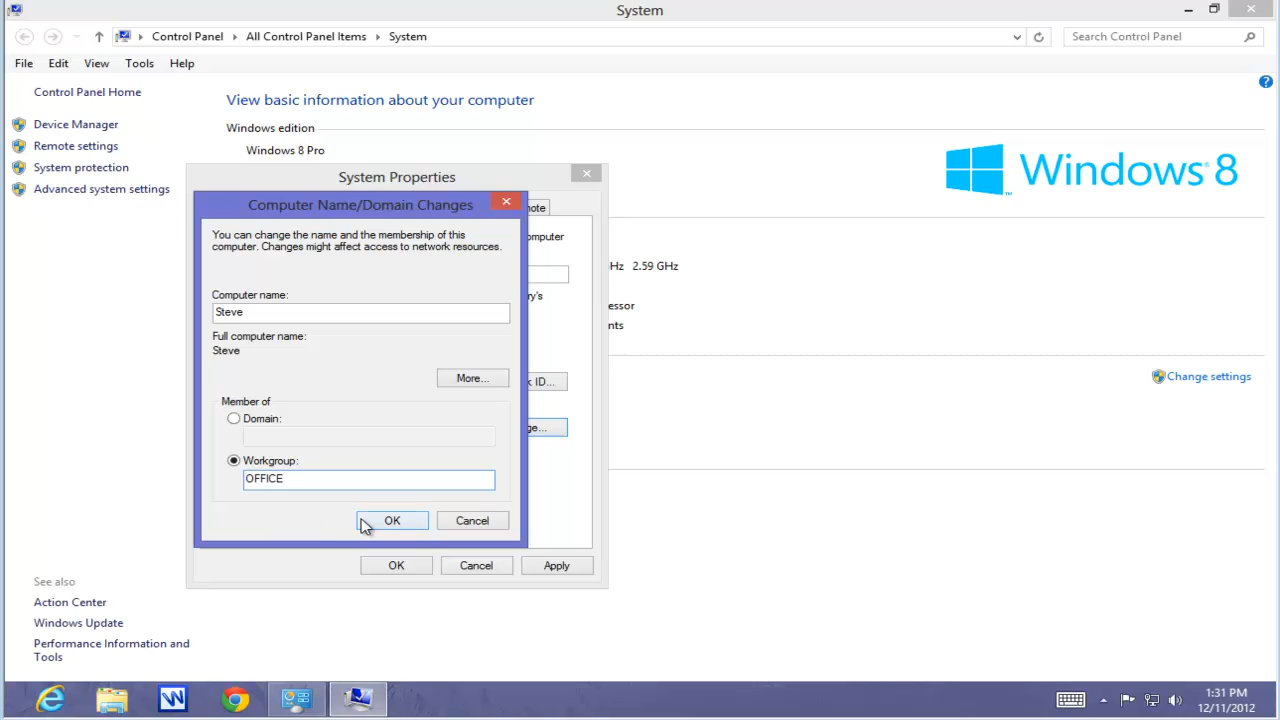 System
Control Panel
All Control Panel Items
System
Search Control Panel
File
Edit
View
Tools
Help
Control Panel Home
Device Manager
Remote settings
System protection
Advanced system settings
View basic information about your computer
Windows edition
Windows 8 Pro
Windows 8
2.59 GHz
Change settings
System Properties
Computer Name/Domain Changes
You can change the name and the membership of this
computer. Changes might affect access to network resources.
Computer name:
Steve
Full computer name:
Steve
More...
Member of
Domain:
Workgroup:
OFFICE
OK
Cancel
OK
Cancel
Apply
See also
Action Center
Windows Update
Performance Information and
Tools
1:31 PM
12/11/2012